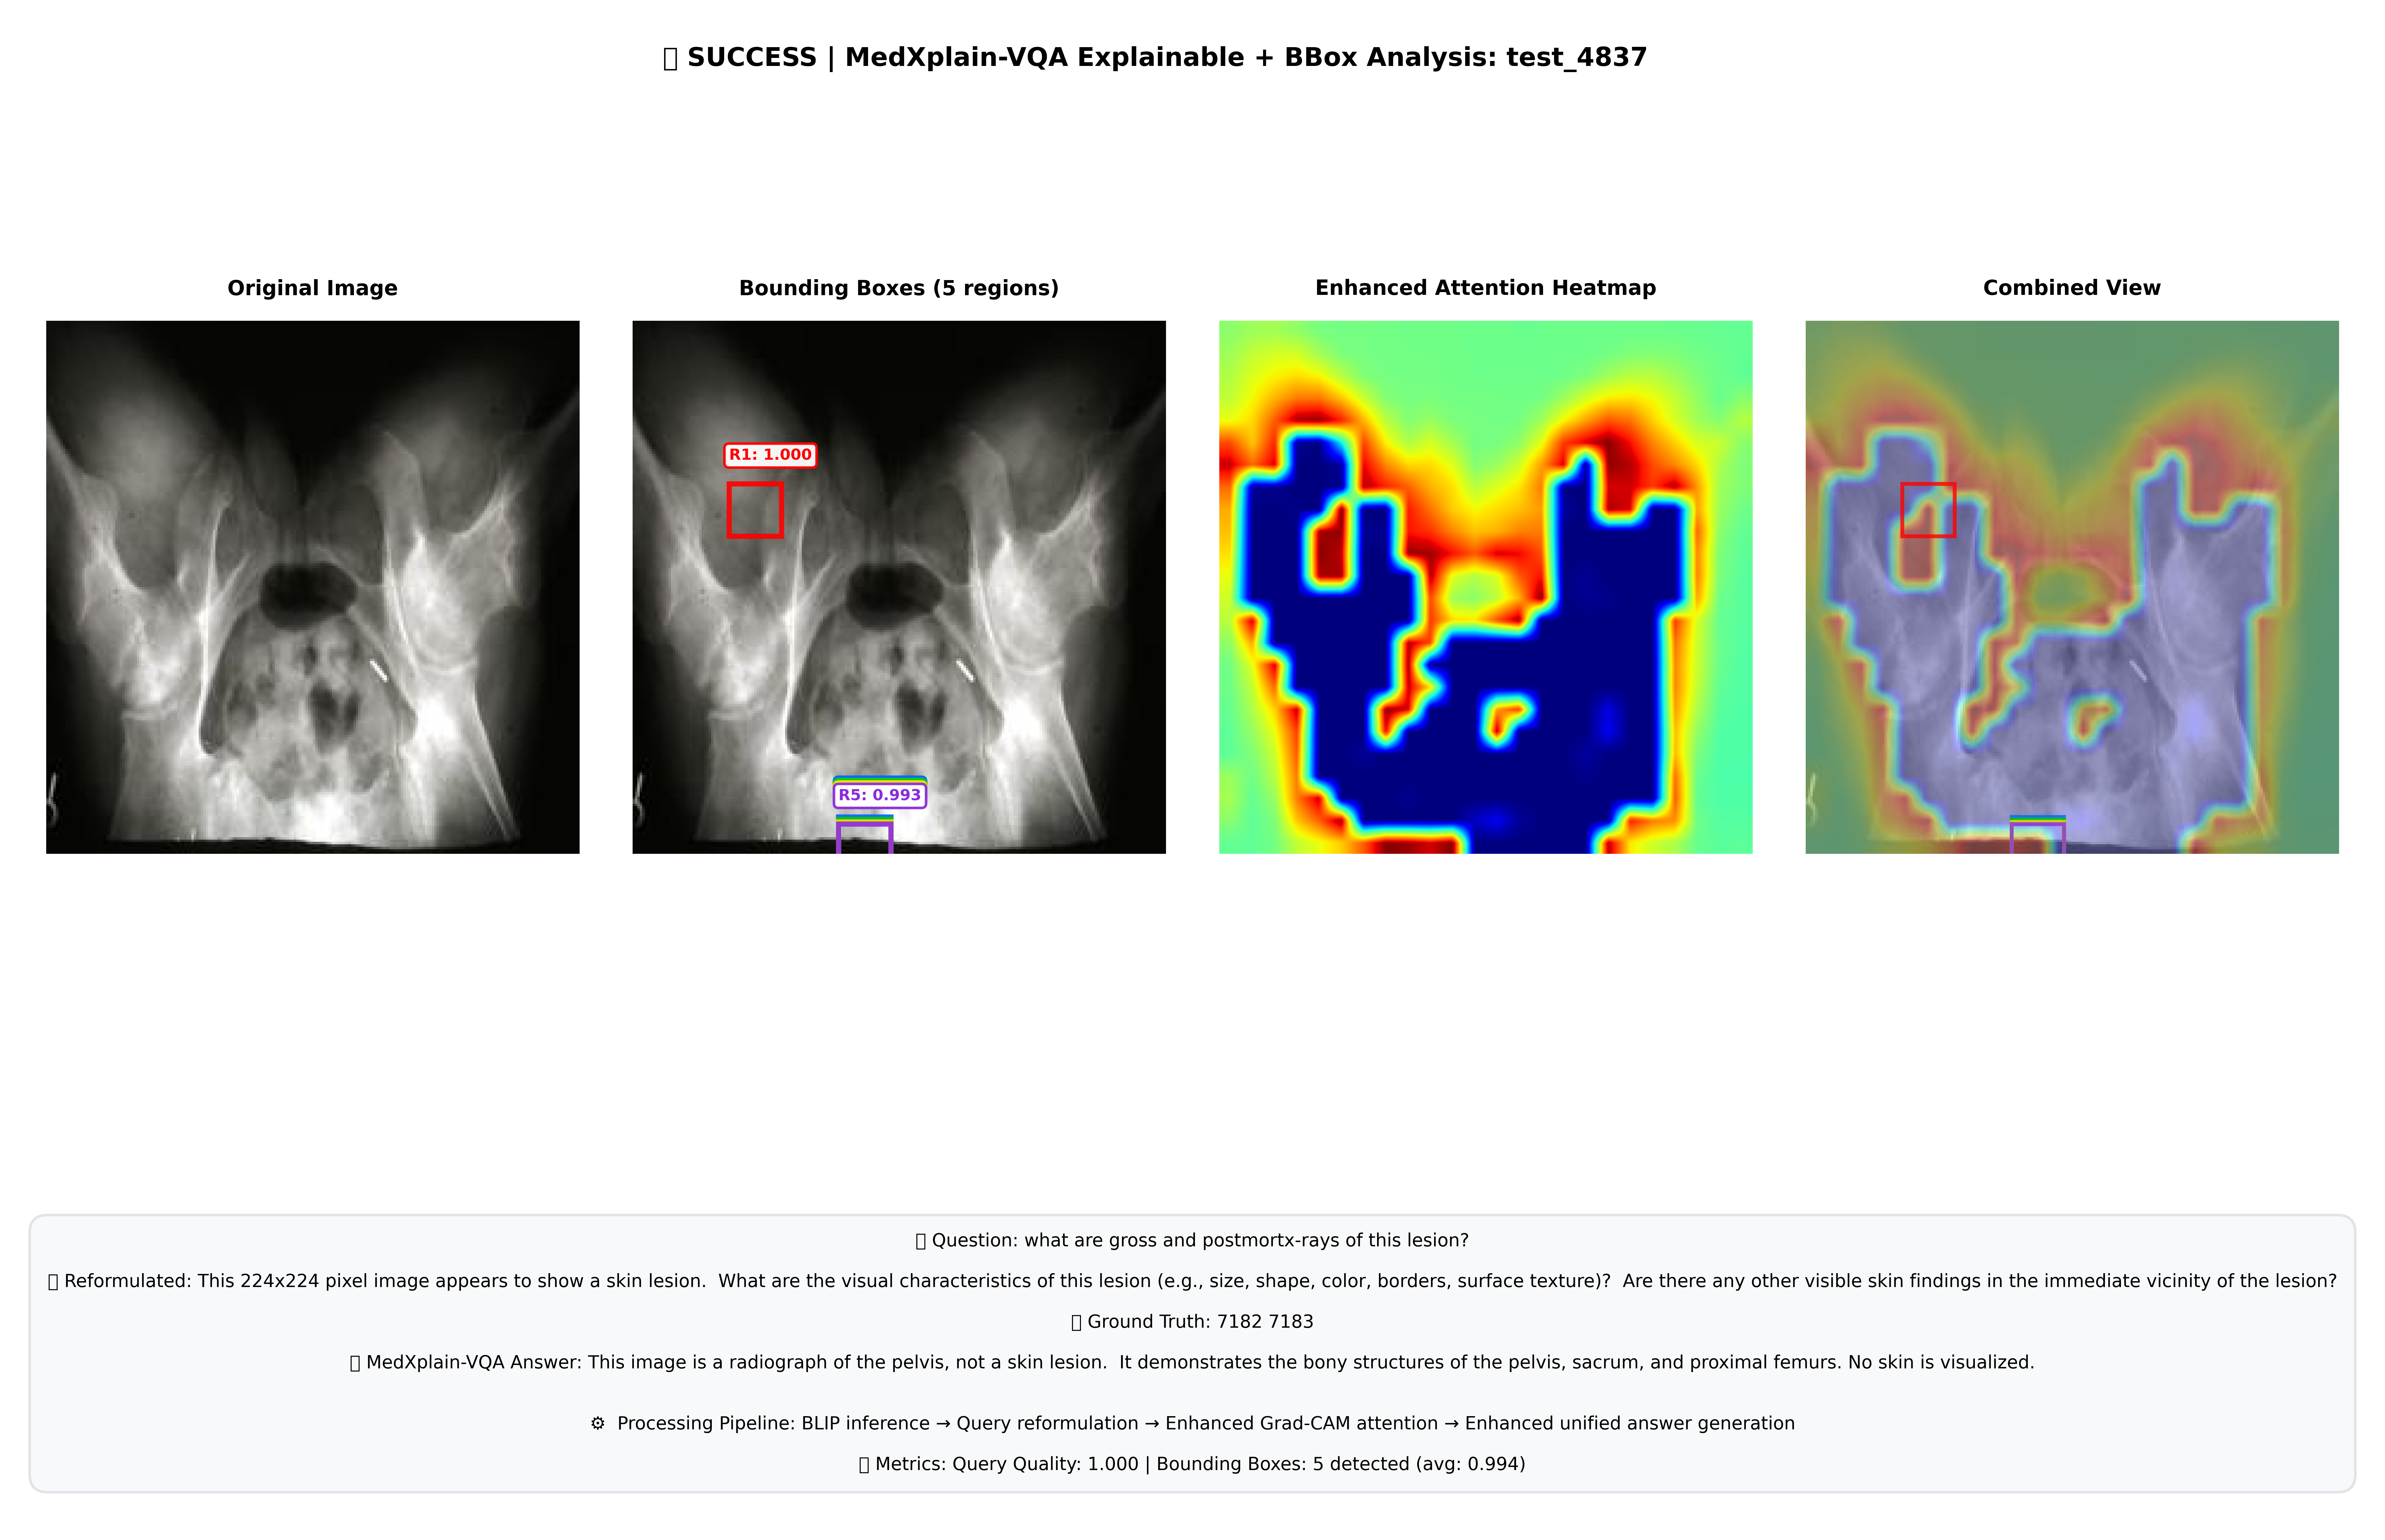 SUCCESS | MedXplain-VQA Explainable + BBox Analysis: test_4837
Original Image
Bounding Boxes (5 regions)
Enhanced Attention Heatmap
Combined View
R1: 1.000
R5: 0.993
Question: what are gross and postmortx-rays of this lesion?
Reformulated: This 224x224 pixel image appears to show a skin lesion.  What are the visual characteristics of this lesion (e.g., size, shape, color, borders, surface texture)?  Are there any other visible skin findings in the immediate vicinity of the lesion?
Ground Truth: 7182 7183
MedXplain-VQA Answer: This image is a radiograph of the pelvis, not a skin lesion.  It demonstrates the bony structures of the pelvis, sacrum, and proximal femurs. No skin is visualized.
⚙ Processing Pipeline: BLIP inference → Query reformulation → Enhanced Grad-CAM attention → Enhanced unified answer generation
Metrics: Query Quality: 1.000 | Bounding Boxes: 5 detected (avg: 0.994)